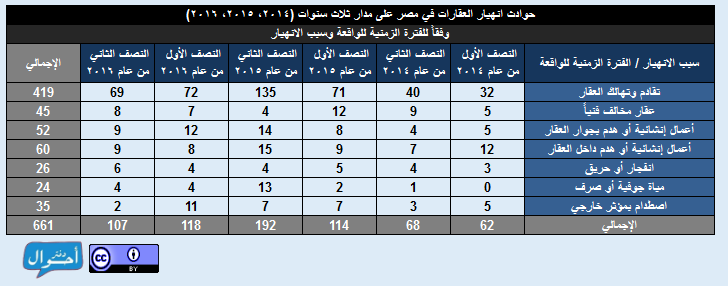 حوادث انهيار العقارات في مصر على مدار ثلاث سنوات (٢٠١٤، ٢٠١٥، ٢٠١٦)
وفقاً للفترة الزمنية للواقعة وسبب الانهيار
سبب الانهيار / الفترة الزمنية للواقعة النصف الأول من عام ٢٠١٤ النصف الثاني من عام ٢٠١٤ النصف الأول من عام ٢٠١٥ النصف الثاني من عام ٢٠١٥ النصف الأول من عام ٢٠١٦ النصف الثاني من عام ٢٠١٦ الإجمالي
تقادم وتهالك العقار 32 40 71 135 72 69 419
عقار مخالف فنياً 5 9 12 4 7 8 45
أعمال إنشائية أو هدم بجوار العقار 5 4 8 14 12 9 52
أعمال إنشائية أو هدم داخل العقار 12 7 9 15 8 9 60
انفجار أو حريق 3 4 5 4 4 6 26
مياة جوفية أو صرف 0 1 2 13 4 4 24
اصطدام بمؤثر خارجي 5 3 7 7 11 2 35
الإجمالي 62 68 114 192 118 107 661
دفتر أحوال
cc BY